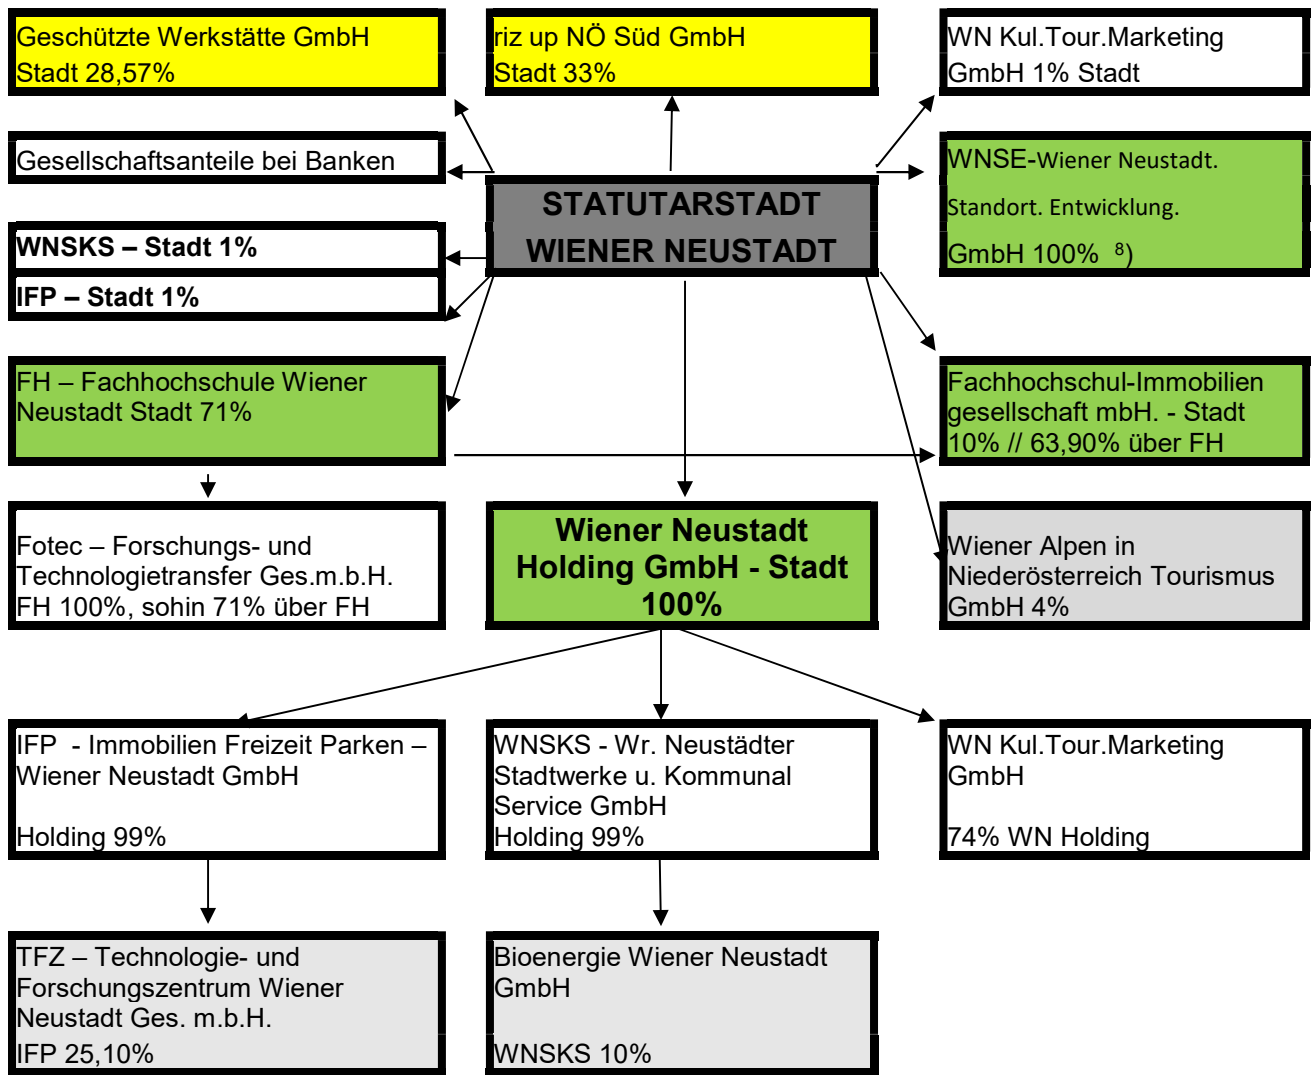 Geschützte Werkstätte GmbH
Stadt 28,57%
riz up NÖ Süd GmbH
Stadt 33%
WN Kul.Tour.Marketing
GmbH 1% Stadt
Gesellschaftsanteile bei Banken
STATUTARSTADT
WIENER NEUSTADT
WNSE-Wiener Neustadt.
Standort. Entwicklung.
GmbH 100% ⁸)
WNSKS – Stadt 1%
IFP – Stadt 1%
FH – Fachhochschule Wiener
Neustadt Stadt 71%
Fachhochschul-Immobilien
gesellschaft mbH. - Stadt
10% // 63,90% über FH
Fotec – Forschungs- und
Technologietransfer Ges.m.b.H.
FH 100%, sohin 71% über FH
Wiener Neustadt
Holding GmbH - Stadt
100%
Wiener Alpen in
Niederösterreich Tourismus
GmbH 4%
IFP - Immobilien Freizeit Parken –
Wiener Neustadt GmbH
Holding 99%
WNSKS - Wr. Neustädter
Stadtwerke u. Kommunal
Service GmbH
Holding 99%
WN Kul.Tour.Marketing
GmbH
74% WN Holding
TFZ – Technologie- und
Forschungszentrum Wiener
Neustadt Ges. m.b.H.
IFP 25,10%
Bioenergie Wiener Neustadt
GmbH
WNSKS 10%